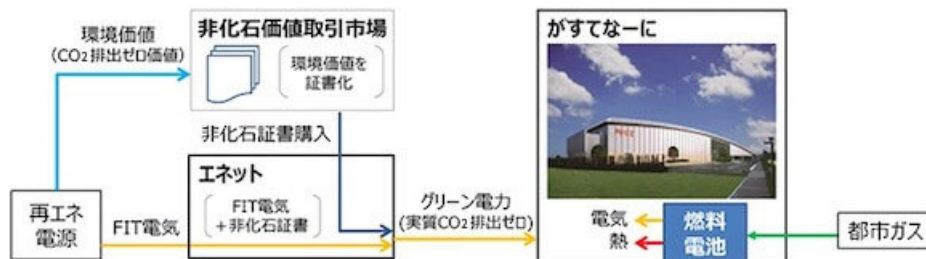 環境価値
(CO2排出ゼロ価値)
非化石価値取引市場
環境価値を
証書化
非化石証書購入
エネット
FIT電気
+非化石証書
再エネ
電源
FIT電気
グリーン電力
(実質CO2排出ゼロ)
がすてなーに
電気
熱
燃料
電池
都市ガス